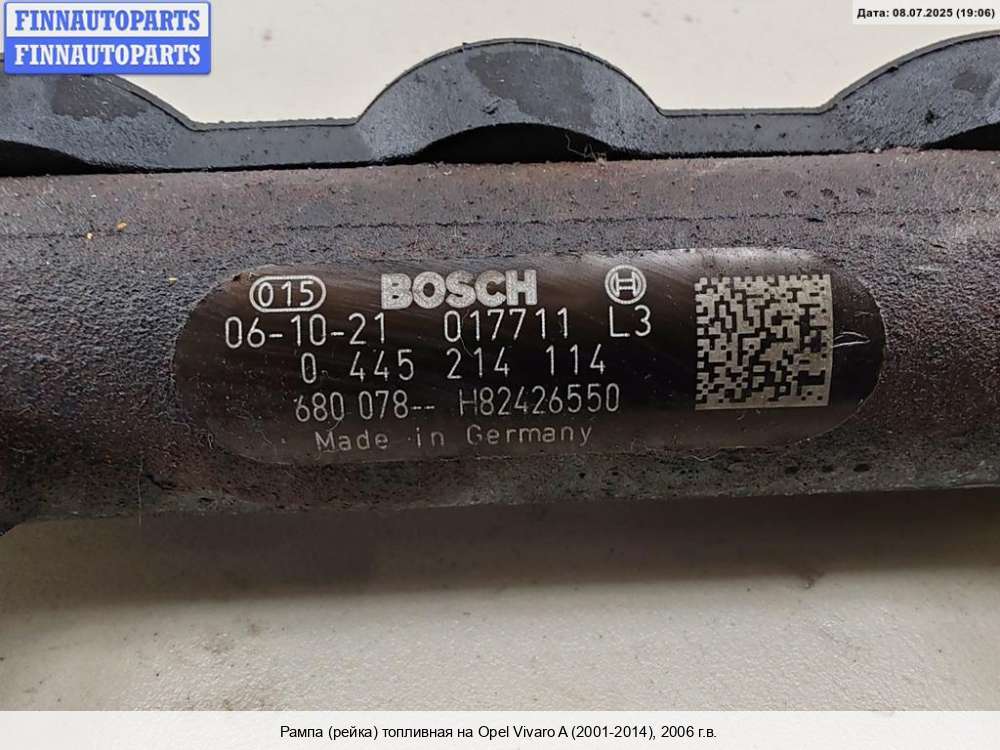 FINNAUTOPARTS
FINNAUTOPARTS
Дата: 08.07.2025 (19:06)
015 BOSCH H
06-10-21 017711 L3
0 445 214 114
680 078-- H82426550
Made in Germany
Рампа (рейка) топливная на Opel Vivaro A (2001-2014), 2006 г.в.